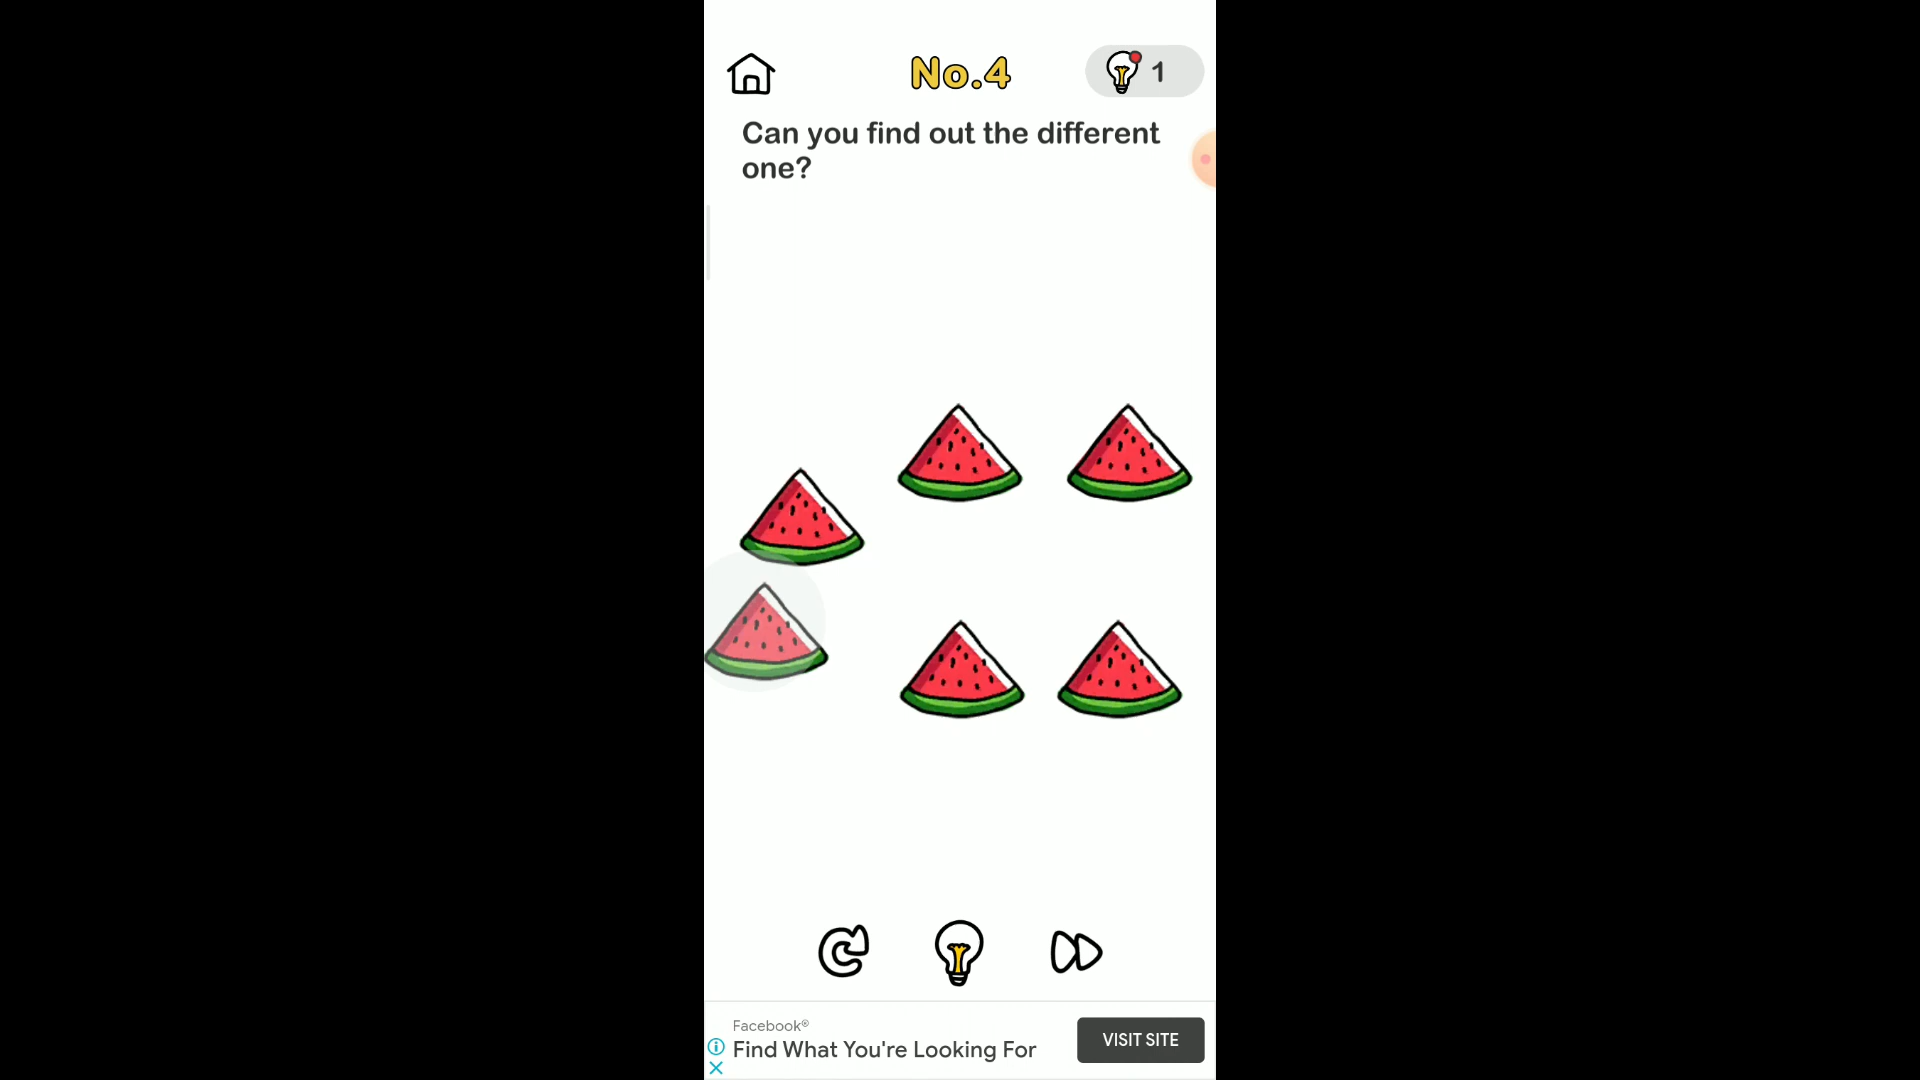 No.4
1
Can you find out the different
one?
Facebook®
Find What You're Looking For
VISIT SITE